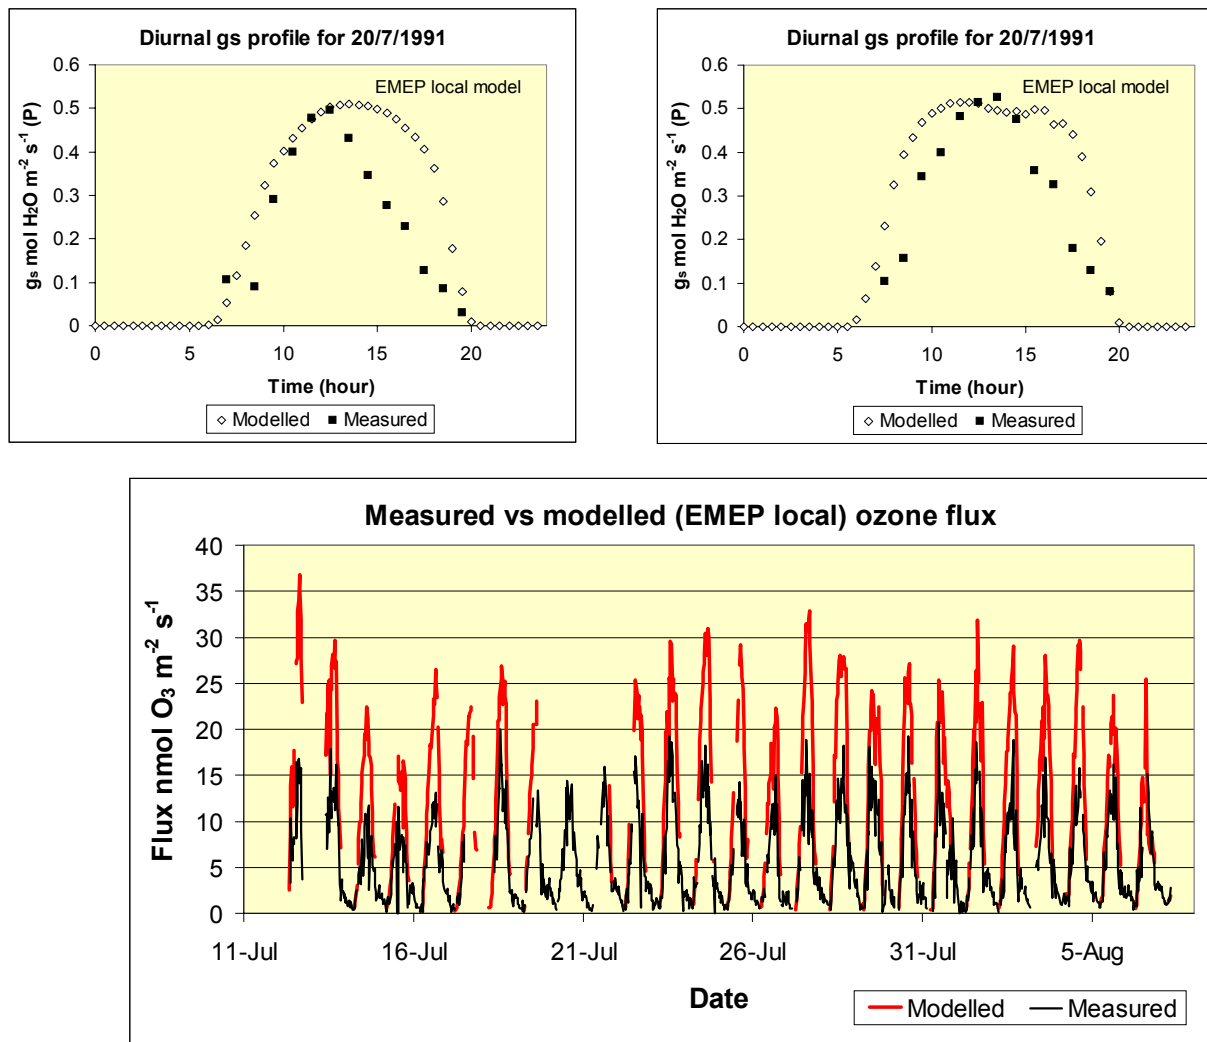 Diurnal gs profile for 20/7/1991
EMEP local model
gs mol H2O m-2 s-1 (P)
0.6
0.5
0.4
0.3
0.2
0.1
0
0 5 10 15 20
Time (hour)
Modelled Measured
Diurnal gs profile for 20/7/1991
EMEP local model
gs mol H2O m-2 s-1 (P)
0.6
0.5
0.4
0.3
0.2
0.1
0
0 5 10 15 20
Time (hour)
Modelled Measured
Measured vs modelled (EMEP local) ozone flux
Flux nmol O3 m-2 s-1
40
35
30
25
20
15
10
5
0
11-Jul 16-Jul 21-Jul 26-Jul 31-Jul 5-Aug
Date
Modelled Measured